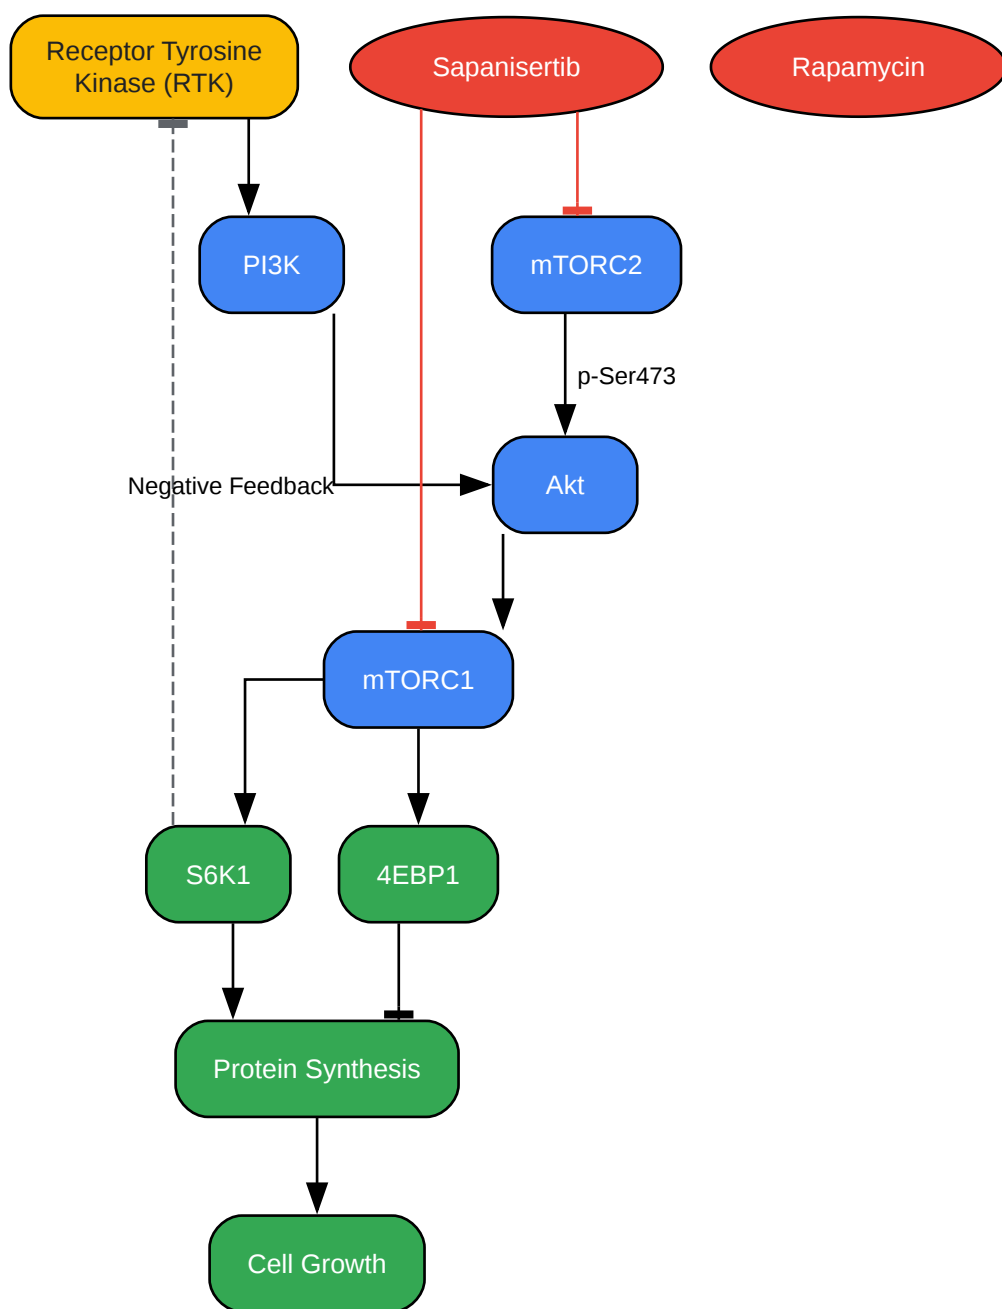 Receptor Tyrosine
Kinase (RTK)
Sapanisertib
Rapamycin
PI3K
mTORC2
p-Ser473
Negative Feedback
Akt
mTORC1
S6K1
4EBP1
Protein Synthesis
Cell Growth